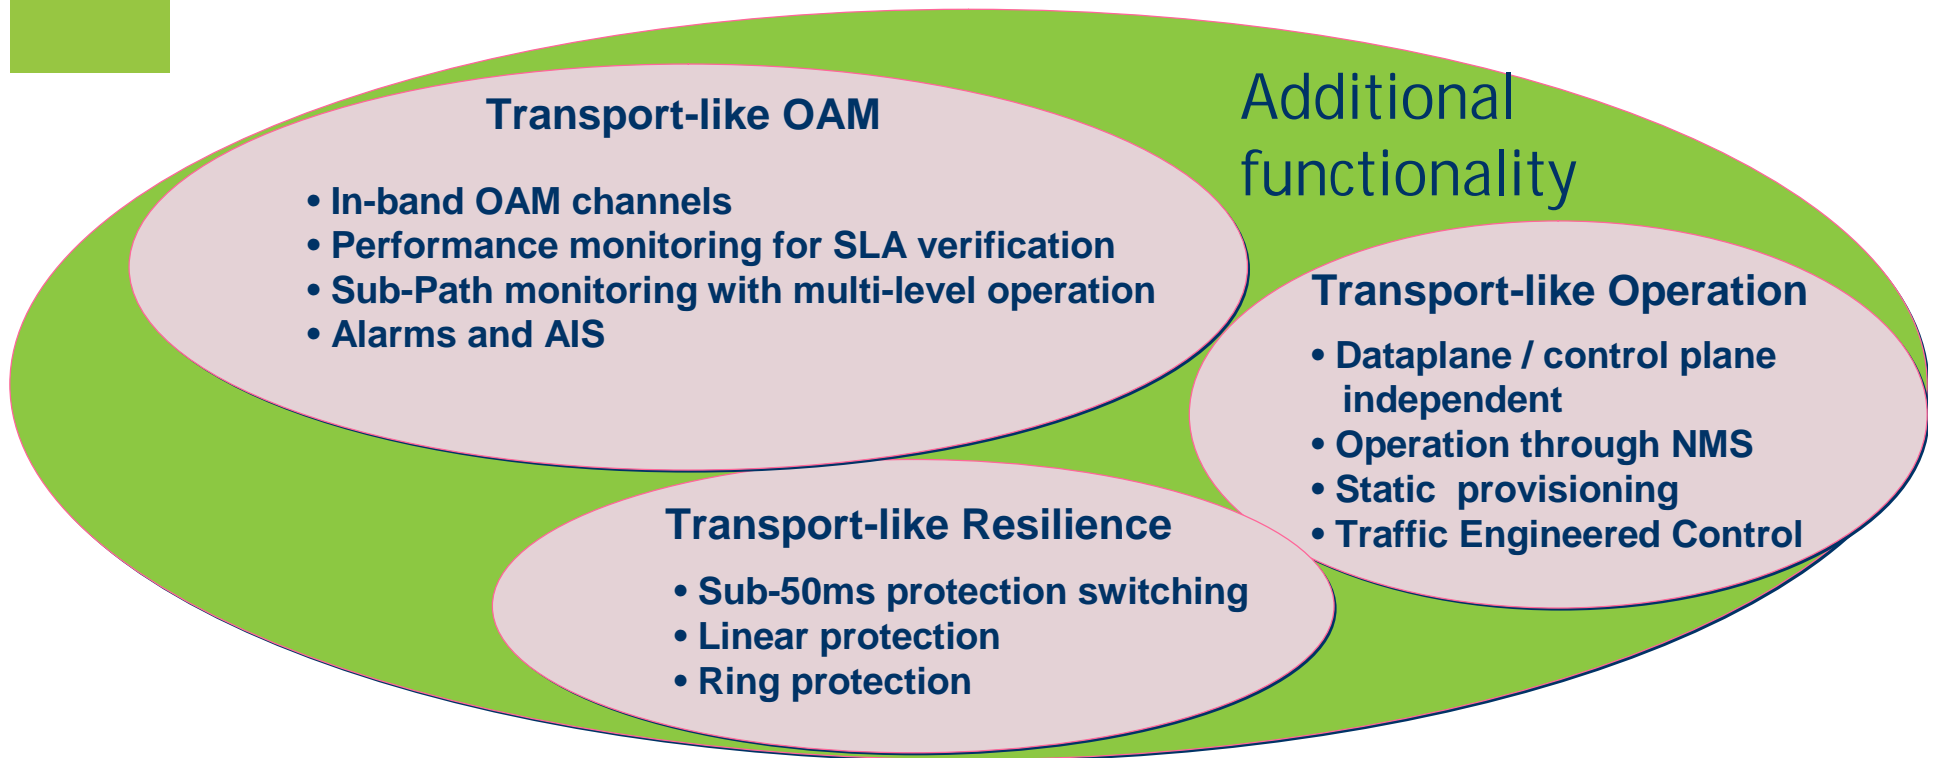 Additional
functionality
Transport-like OAM
• In-band OAM channels
• Performance monitoring for SLA verification
• Sub-Path monitoring with multi-level operation
• Alarms and AIS
Transport-like Operation
• Dataplane / control plane
independent
• Operation through NMS
• Static  provisioning
• Traffic Engineered Control
Transport-like Resilience
• Sub-50ms protection switching
• Linear protection
• Ring protection